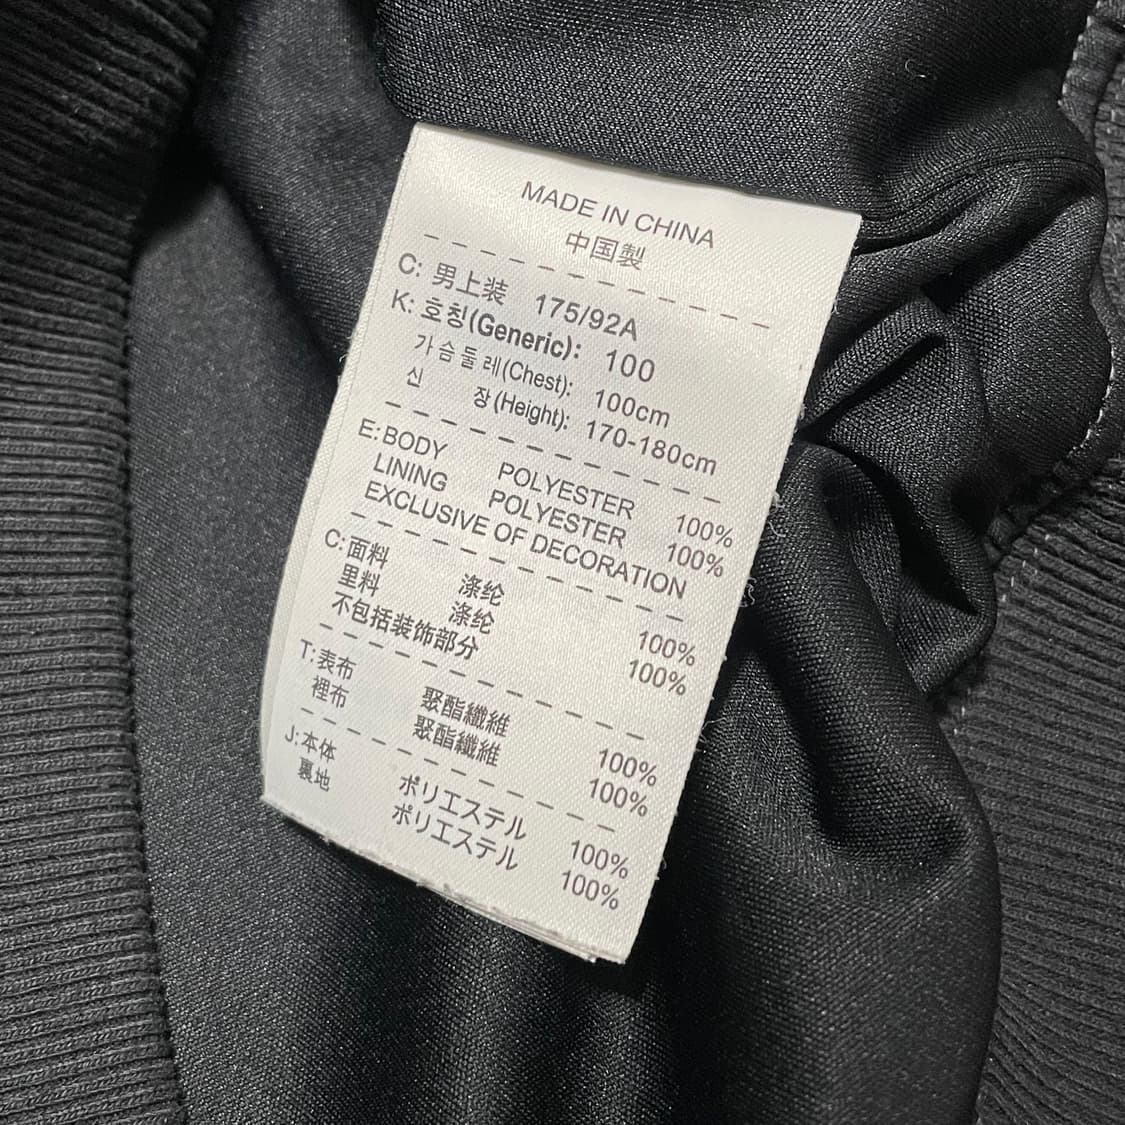 MADE IN CHINA
中国製
C: 男上装 175/92A
K: 호칭(Generic): 100
가슴둘레(Chest): 100cm
신 장(Height): 170-180cm
E: BODY POLYESTER 100%
LINING POLYESTER 100%
EXCLUSIVE OF DECORATION
C: 面料 涤纶 100%
里料 涤纶 100%
不包括装饰部分
T: 表布 聚酯纖維 100%
裡布 聚酯纖維 100%
J: 本体 ポリエステル 100%
裏地 ポリエステル 100%